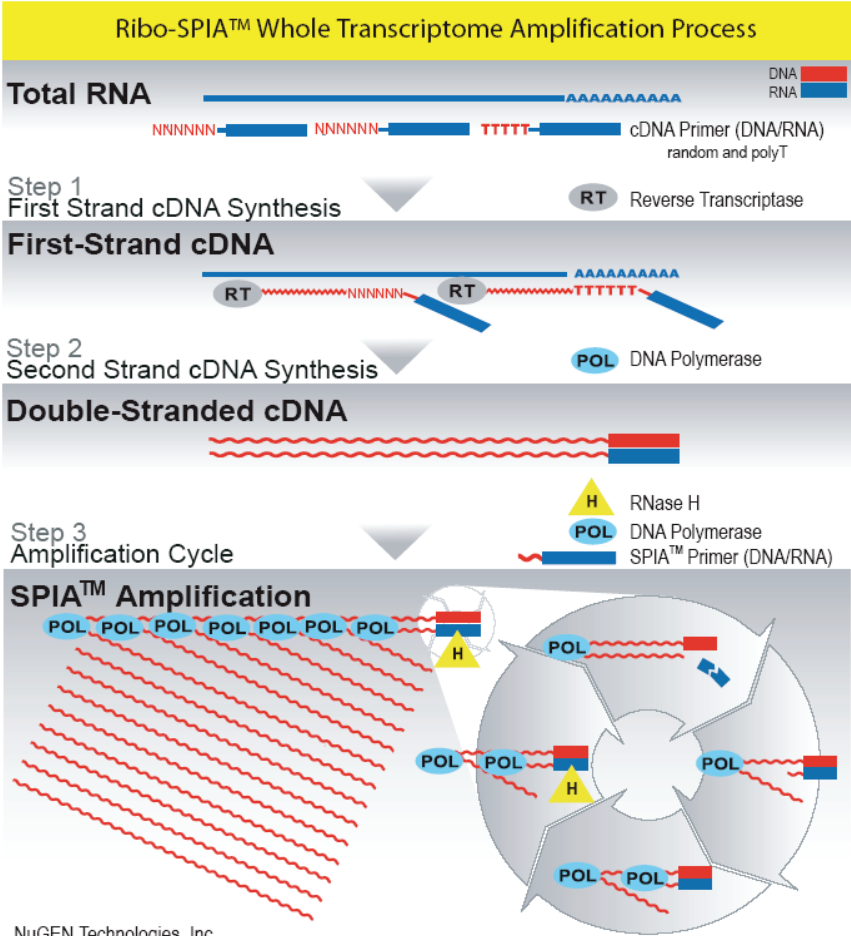 Ribo-SPIA™ Whole Transcriptome Amplification Process
DNA
RNA
Total RNA
AAAAAAAAAA
NNNNNN
NNNNNN
TTTTT
cDNA Primer (DNA/RNA)
random and polyT
Step 1
First Strand cDNA Synthesis
RT
Reverse Transcriptase
First-Strand cDNA
AAAAAAAAAA
RT
NNNNNN
RT
TTTTTT
Step 2
Second Strand cDNA Synthesis
POL
DNA Polymerase
Double-Stranded cDNA
H
RNase H
Step 3
POL
DNA Polymerase
Amplification Cycle
SPIA™ Primer (DNA/RNA)
SPIA™ Amplification
POL POL POL POL POL POL POL
H
POL
POL POL
H
POL
POL POL
NuGEN Technologies, Inc